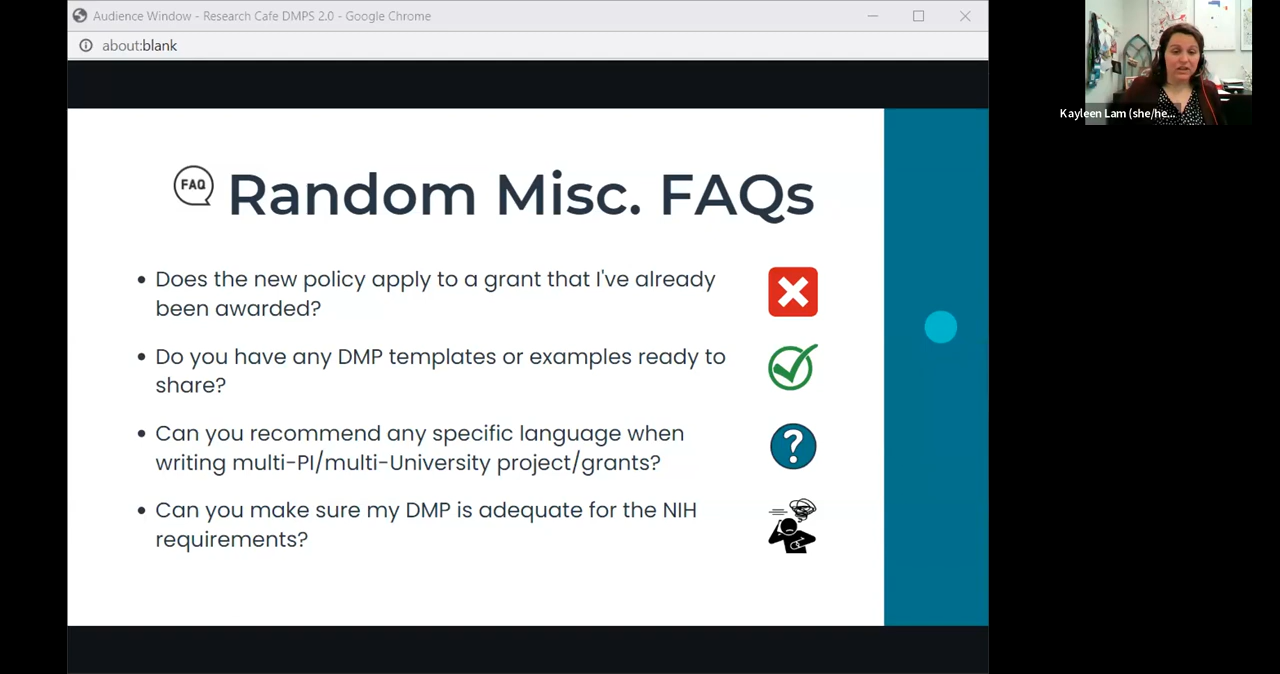 Audience Window - Research Cafe DMPS 2.0 - Google Chrome
about:blank
Kayleen Lam (she/he...
FAQ
Random Misc. FAQs
• Does the new policy apply to a grant that I've already
been awarded?
• Do you have any DMP templates or examples ready to
share?
• Can you recommend any specific language when
writing multi-PI/multi-University project/grants?
• Can you make sure my DMP is adequate for the NIH
requirements?